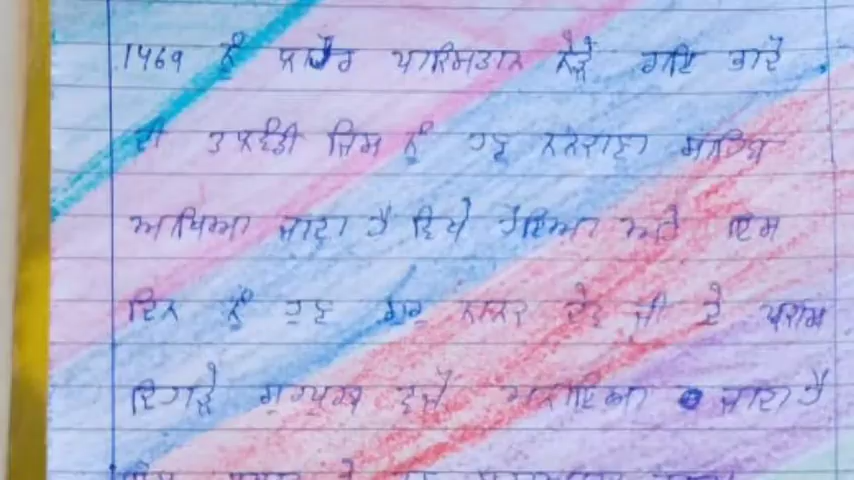 1469 ਨੂੰ ਲਾਹੌਰ ਪਾਕਿਸਤਾਨ ਨੇੜੇ ਰਾਇ ਭਾਏ
ਦੀ ਤਲਵੰਡੀ ਜਿਸ ਨੂੰ ਹੁਣ ਨਨਕਾਣਾ ਸਾਹਿਬ
ਆਖਿਆ ਜਾਂਦਾ ਹੈ ਵਿਖੇ ਹੋਇਆ ਅਤੇ ਇਸ
ਦਿਨ ਨੂੰ ਹੁਣ ਗੁਰੂ ਨਾਨਕ ਦੇਵ ਜੀ ਦੇ ਪ੍ਰਕਾਸ਼
ਦਿਹਾੜੇ ਗੁਰਪੁਰਬ ਵਜੋਂ ਮਨਾਇਆ ਜਾਂਦਾ ਹੈ